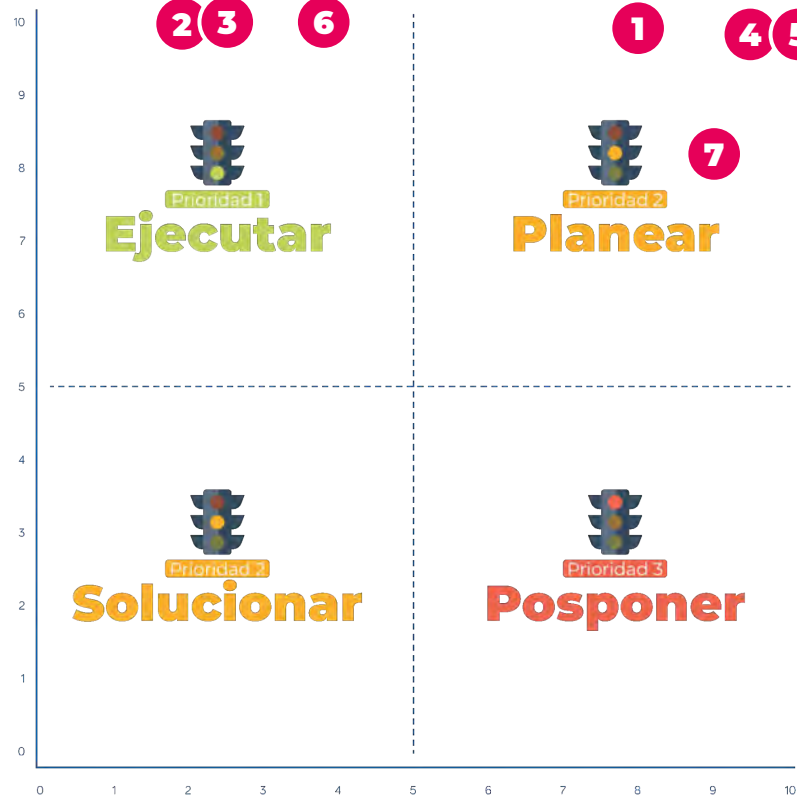 10
2 3 6 1 4 5
9
8
7
Prioridad 1
Ejecutar
Prioridad 2
Planear
7
6
5
4
3
Prioridad 2
Solucionar
Prioridad 3
Posponer
2
1
0
0 1 2 3 4 5 6 7 8 9 10